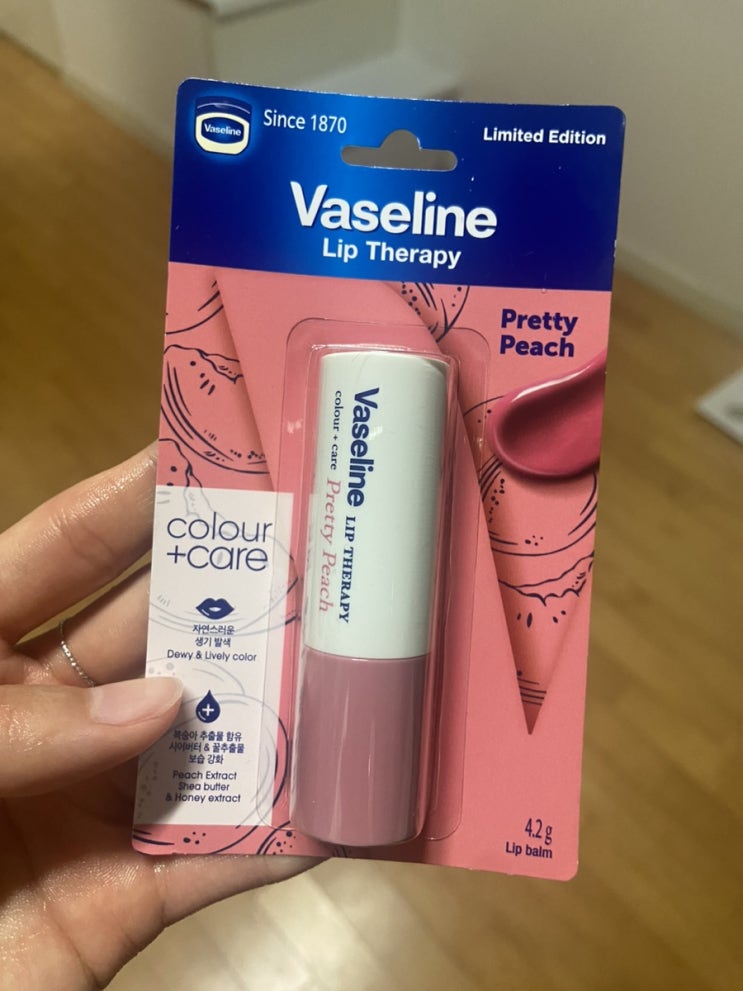 Vaseline
Since 1870
Limited Edition
Vaseline
Lip Therapy
Pretty
Peach
Vaseline LIP THERAPY
colour + care Pretty Peach
colour
+care
자연스러운
생기 발색
Dewy & Lively color
복숭아 추출물 함유
시어버터 & 꿀추출물
보습 강화
Peach Extract
Shea butter
& Honey extract
4.2 g
Lip balm